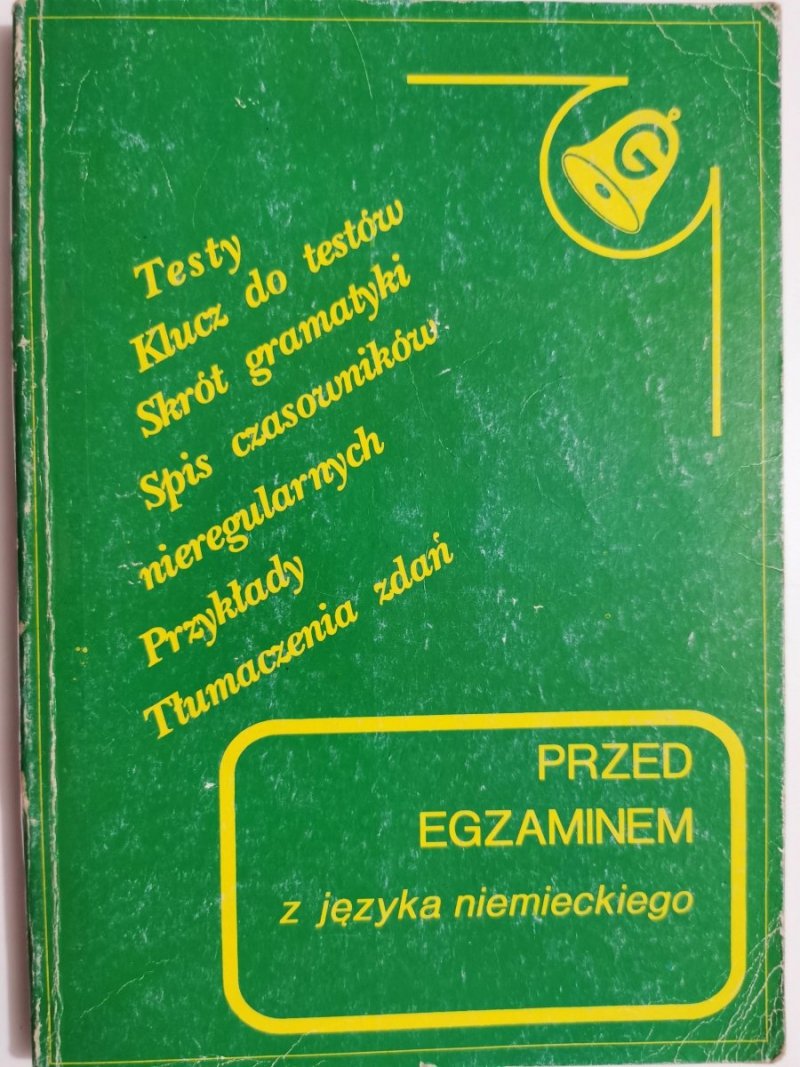 G
Testy
Klucz do testów
Skrót gramatyki
Spis czasowników
nieregularnych
Przykłady
Tłumaczenia zdań
PRZED
EGZAMINEM
z języka niemieckiego